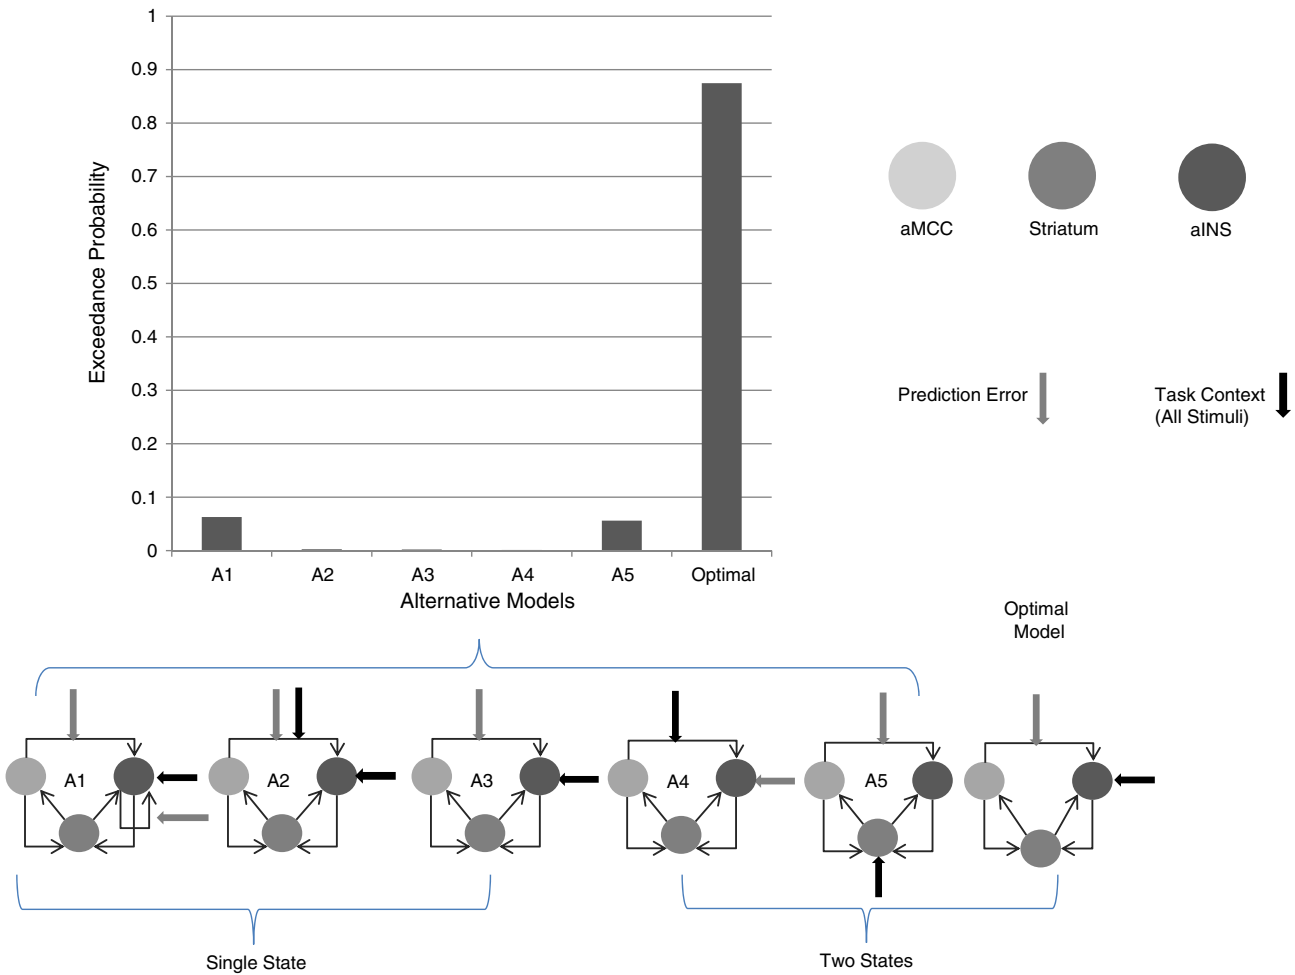 1
0.9
0.8
0.7
0.6
0.5
0.4
0.3
0.2
0.1
0
Exceedance Probability
A1 A2 A3 A4 A5 Optimal
Alternative Models
aMCC Striatum aINS
Prediction Error
Task Context
(All Stimuli)
Optimal
Model
A1 A2 A3 A4 A5
Single State
Two States